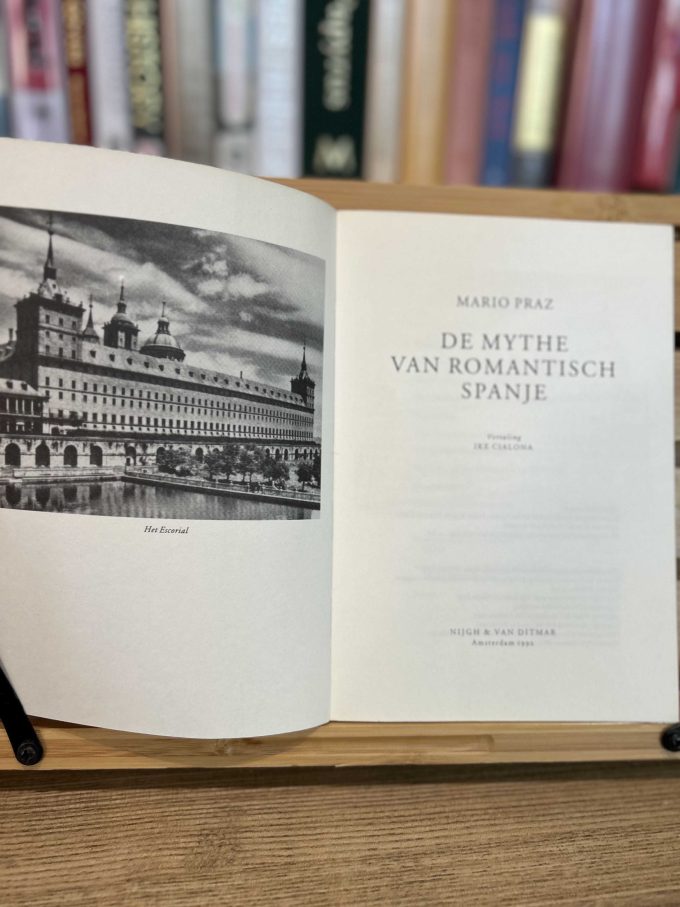 Het Escorial
MARIO PRAZ
DE MYTHE
VAN ROMANTISCH
SPANJE
Vertaling
IKE CIALONA
NIJGH & VAN DITMAR
Amsterdam 1992